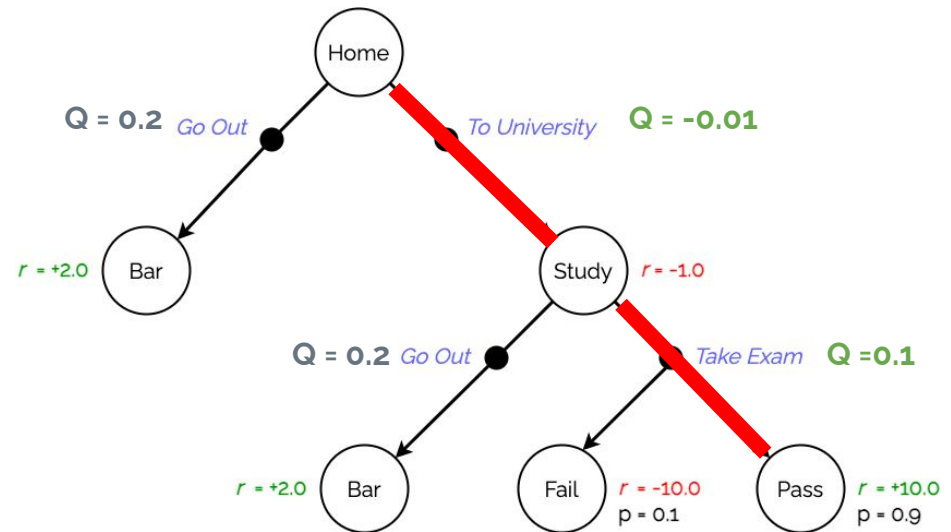 Home
Q = 0.2 Go Out
To University Q = -0.01
r = +2.0 Bar
Study r = -1.0
Q = 0.2 Go Out
Take Exam Q =0.1
r = +2.0 Bar
Fail r = -10.0
p = 0.1
Pass r = +10.0
p = 0.9